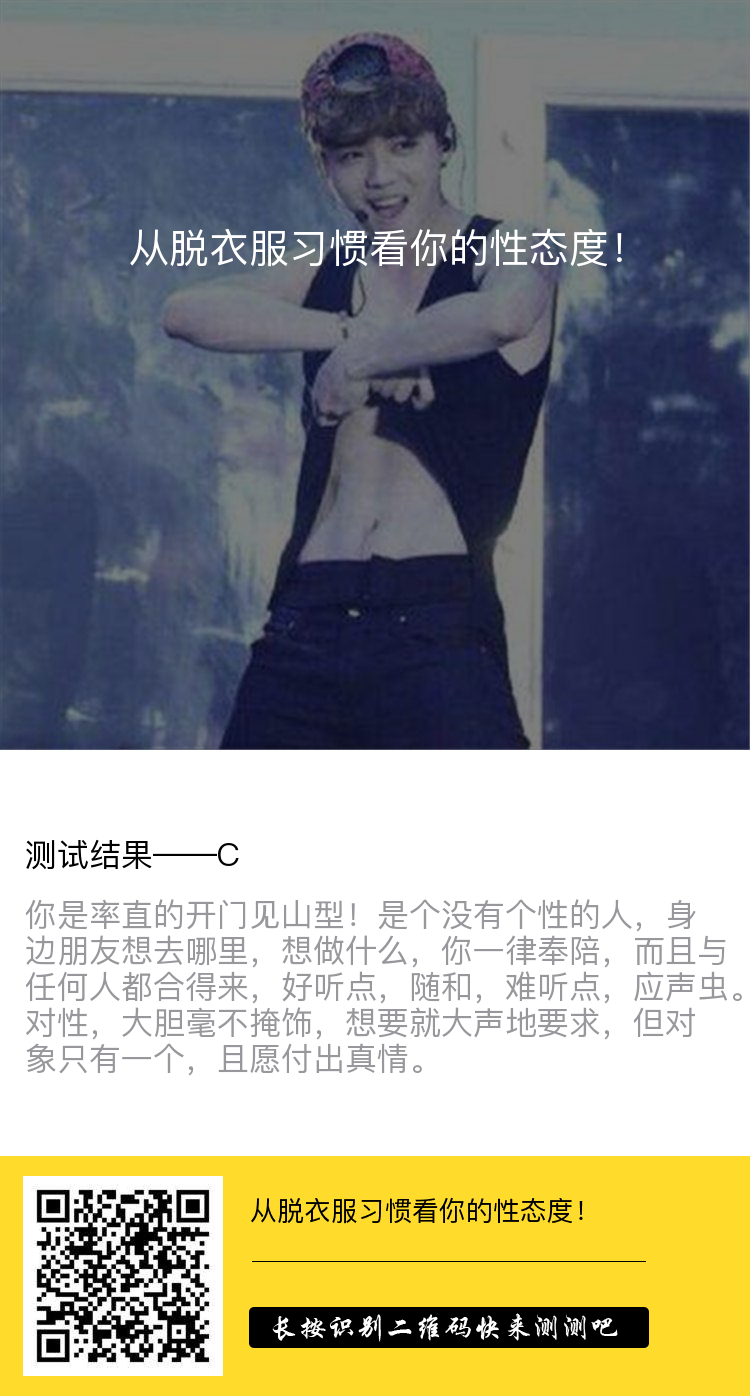 从脱衣服习惯看你的性态度！
测试结果——C
你是率直的开门见山型！是个没有个性的人，身
边朋友想去哪里，想做什么，你一律奉陪，而且与
任何人都合得来，好听点，随和，难听点，应声虫。
对性，大胆毫不掩饰，想要就大声地要求，但对
象只有一个，且愿付出真情。
从脱衣服习惯看你的性态度！
长按识别二维码快来测测吧